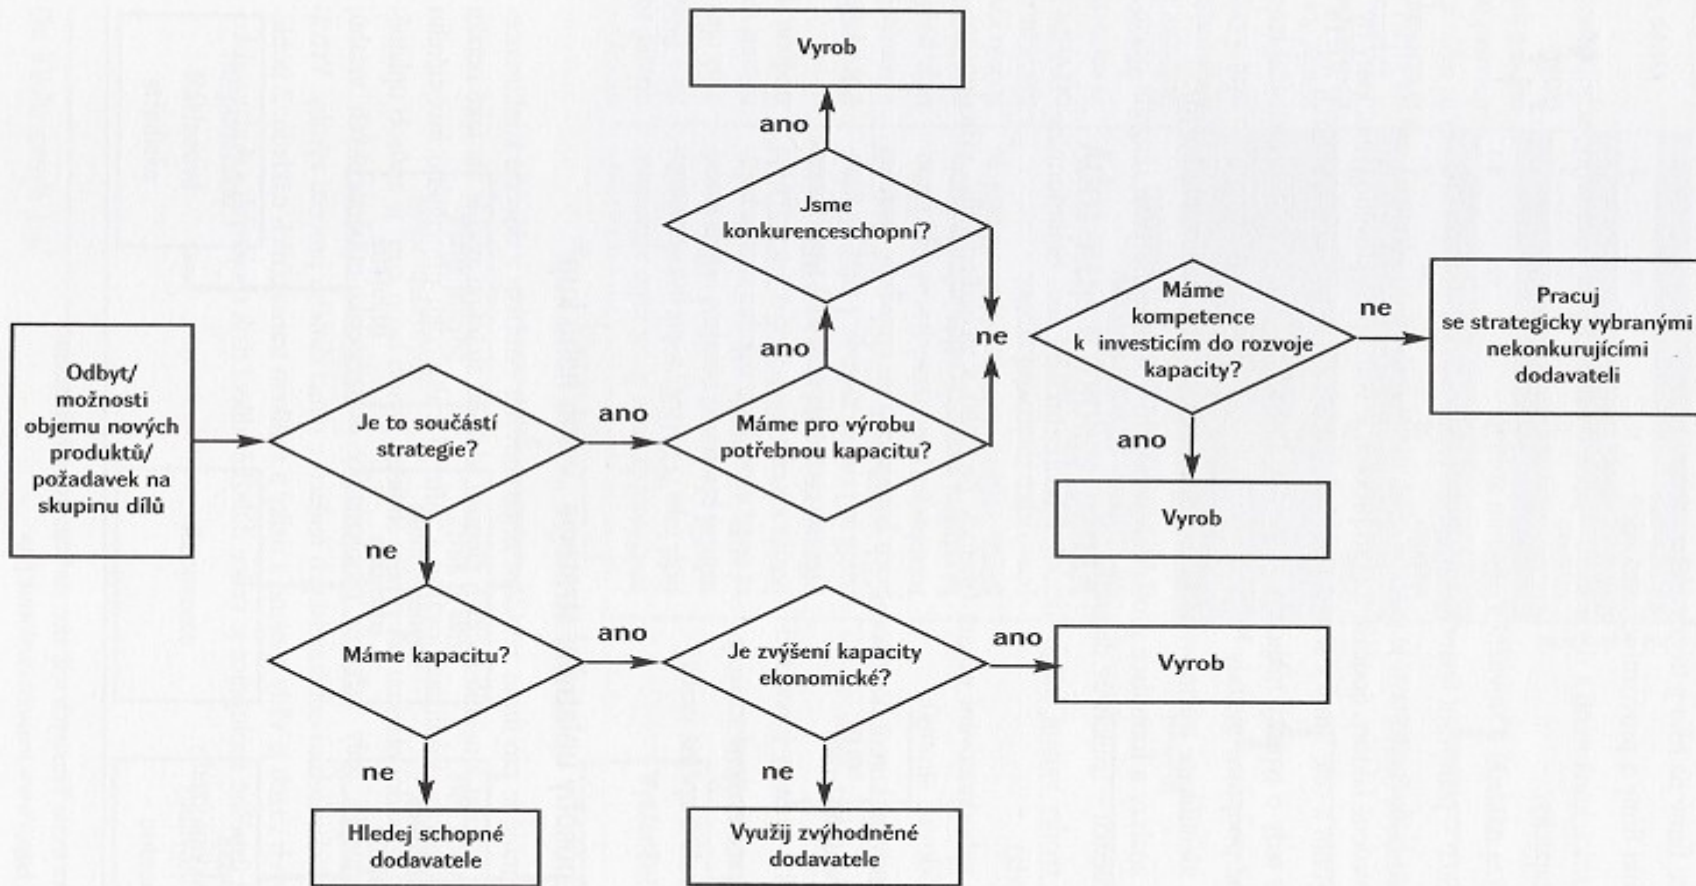 Vyrob
ano
Jsme
konkurenceschopní?
ne
Máme
kompetence
k investicím do rozvoje
kapacity?
ne
Pracuj
se strategicky vybranými
nekonkurujícími
dodavateli
ano
Vyrob
Odbyt/
možnosti
objemu nových
produktů/
požadavek na
skupinu dílů
Je to součástí
strategie?
ano
Máme pro výrobu
potřebnou kapacitu?
ano
ne
Máme kapacitu?
ano
Je zvýšení kapacity
ekonomické?
ano
Vyrob
ne
Hledej schopné
dodavatele
ne
Využij zvýhodněné
dodavatele